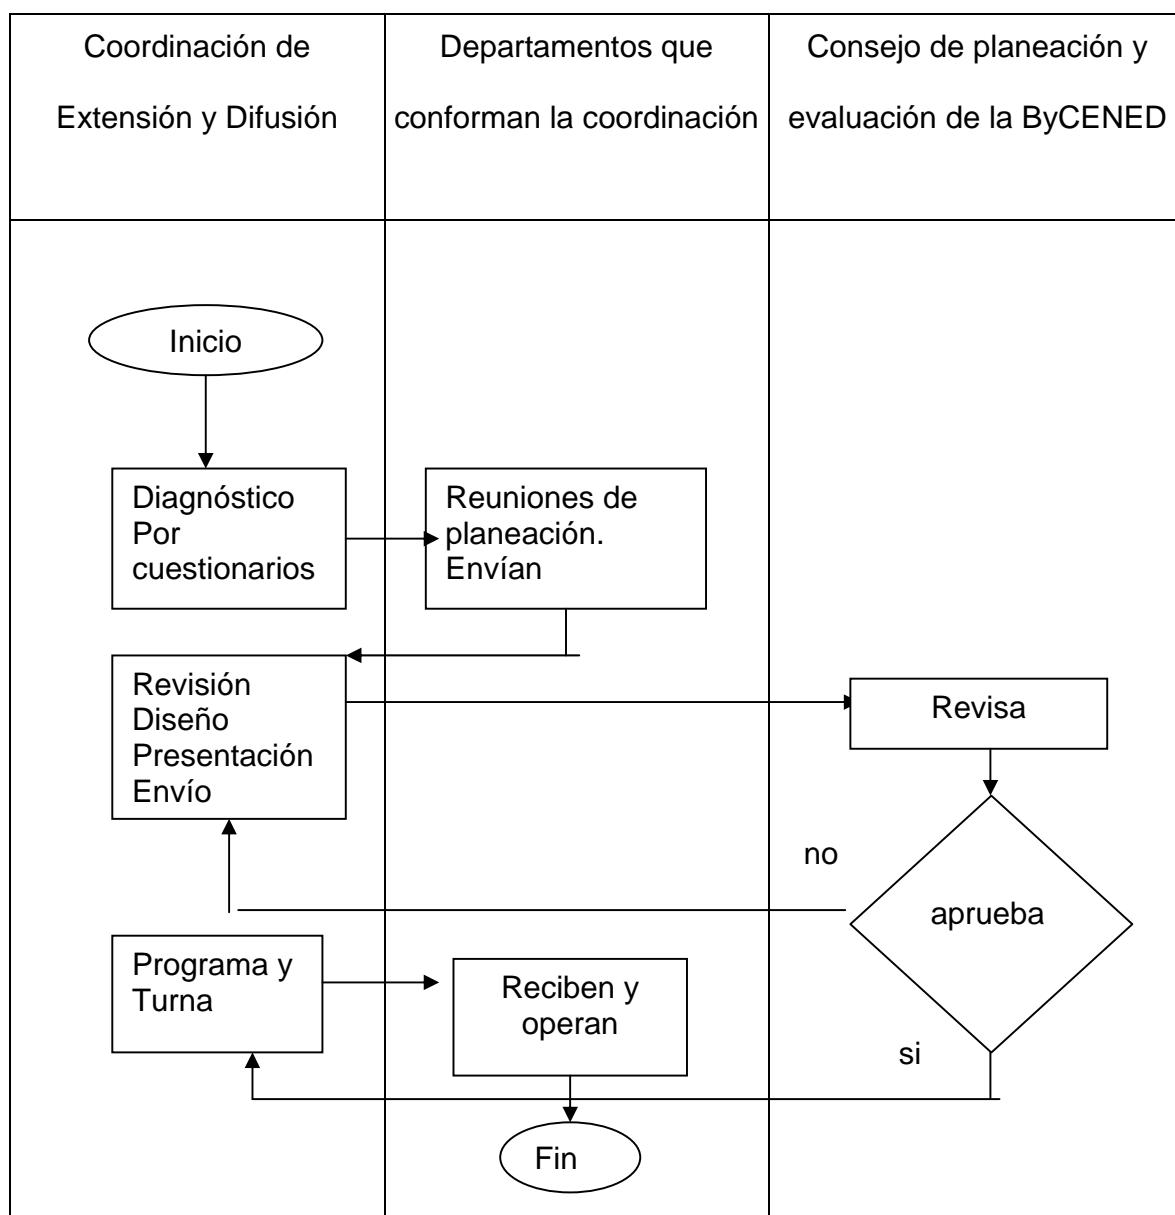 Coordinación de
Extensión y Difusión
Departamentos que
conforman la coordinación
Consejo de planeación y
evaluación de la ByCENED
Inicio
Diagnóstico
Por
cuestionarios
Reuniones de
planeación.
Envían
Revisión
Diseño
Presentación
Envío
Revisa
no
aprueba
Programa y
Turna
Reciben y
operan
si
Fin